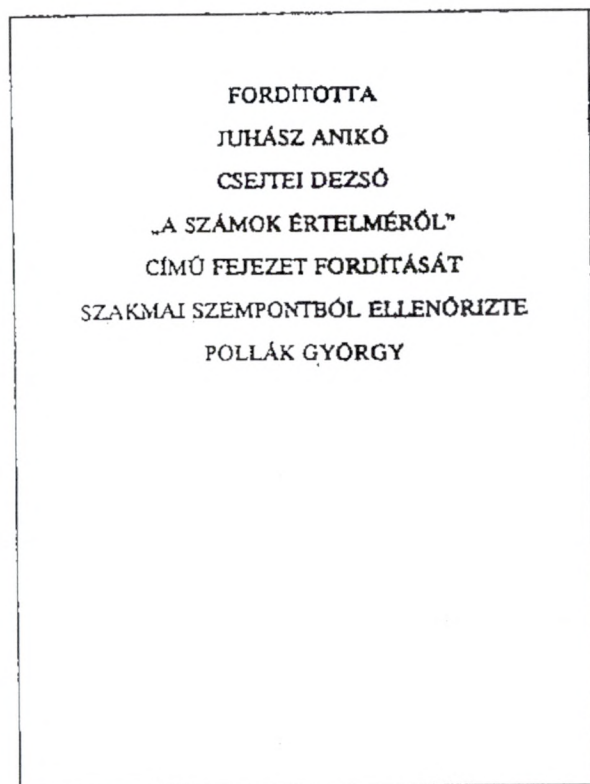 FORDÍTOTTA
JUHÁSZ ANIKÓ
CSEJTEI DEZSŐ
„A SZÁMOK ÉRTELMÉRŐL”
CÍMŰ FEJEZET FORDÍTÁSÁT
SZAKMAI SZEMPONTBÓL ELLENŐRIZTE
POLLÁK GYÖRGY